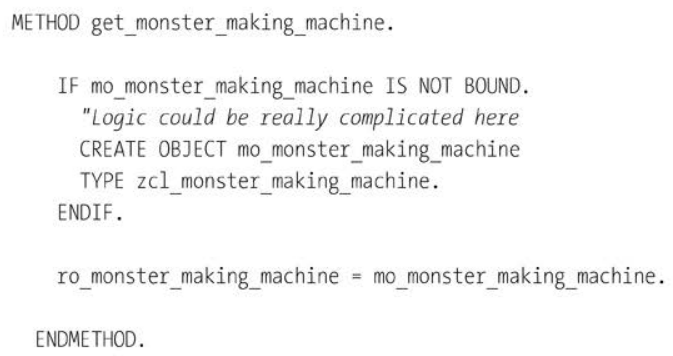 METHOD get_monster_making_machine.
IF mo_monster_making_machine IS NOT BOUND.
"Logic could be really complicated here
CREATE OBJECT mo_monster_making_machine
TYPE zcl_monster_making_machine.
ENDIF.
ro_monster_making_machine = mo_monster_making_machine.
ENDMETHOD.